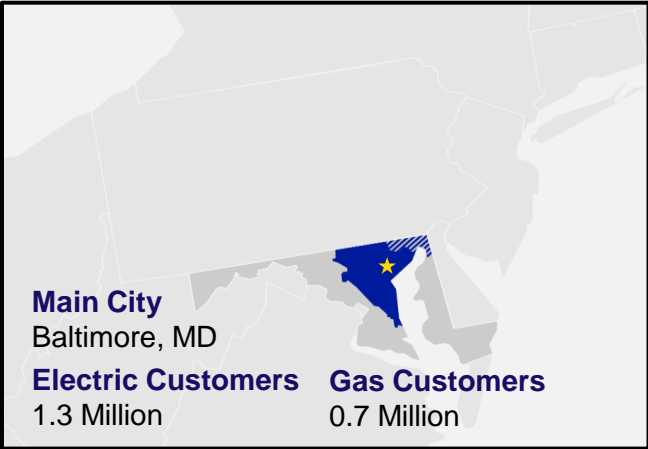 Main City
Baltimore, MD
Electric Customers
1.3 Million
Gas Customers
0.7 Million